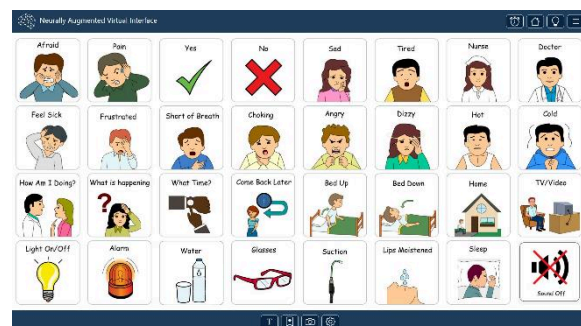 Neurally Augmented Virtual Interface
Afraid
Pain
Yes
No
Sad
Tired
Nurse
Doctor
Feel Sick
Frustrated
Short of Breath
Choking
Angry
Dizzy
Hot
Cold
How Am I Doing?
What is happening
What Time?
Come Back Later
Bed Up
Bed Down
Home
TV/Video
Light On/Off
Alarm
Water
Glasses
Suction
Lips Moistened
Sleep
Sound Off
T